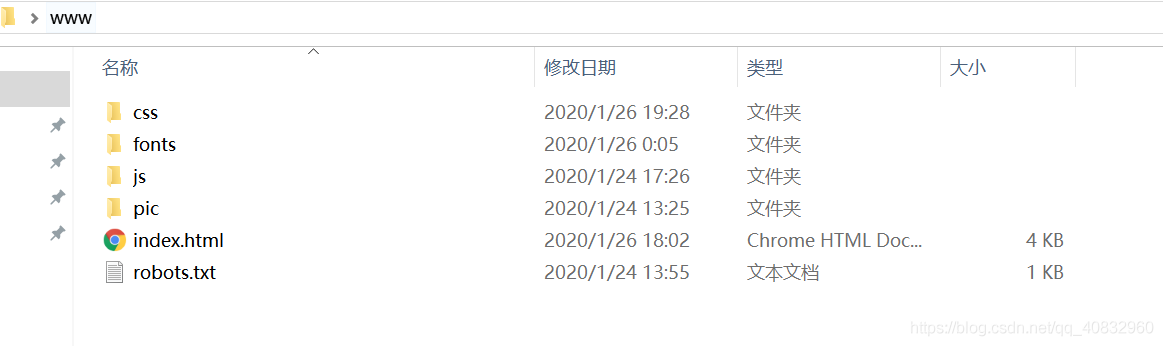 www
名称 修改日期 类型 大小
css 2020/1/26 19:28 文件夹
fonts 2020/1/26 0:05 文件夹
js 2020/1/24 17:26 文件夹
pic 2020/1/24 13:25 文件夹
index.html 2020/1/26 18:02 Chrome HTML Doc... 4 KB
robots.txt 2020/1/24 13:55 文本文档 1 KB
https://blog.csdn.net/qq_40832960